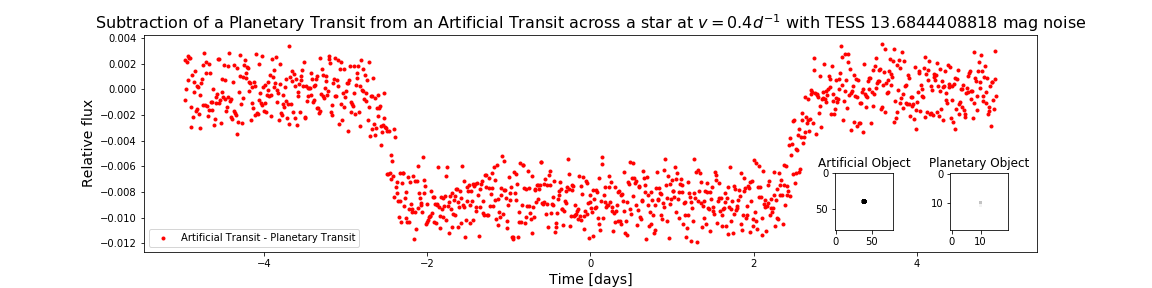 Subtraction of a Planetary Transit from an Artificial Transit across a star at v = 0.4d⁻¹ with TESS 13.6844408818 mag noise
Relative flux
0.004
0.002
0.000
−0.002
−0.004
−0.006
−0.008
−0.010
−0.012
Artificial Transit - Planetary Transit
Artificial Object
0
50
0 50
Planetary Object
0
10
0 10
−4 −2 0 2 4
Time [days]